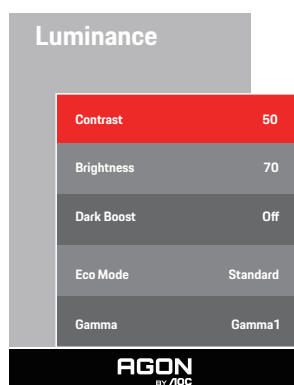 Luminance
Contrast 50
Brightness 70
Dark Boost Off
Eco Mode Standard
Gamma Gamma1
AGON
BY AOC